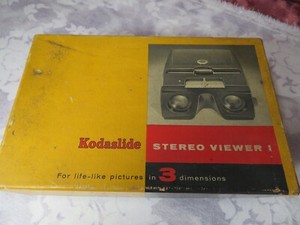 Kodaslide STEREO VIEWER I
For life-like pictures in 3 dimensions